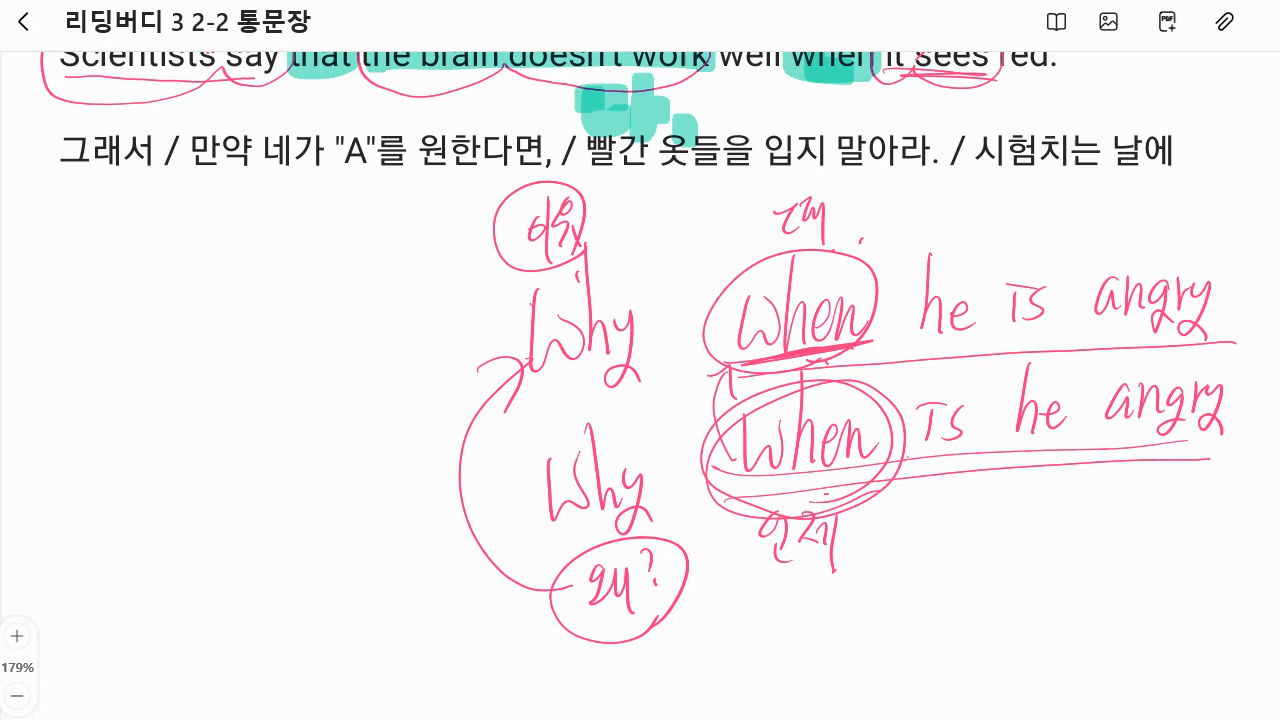 리딩버디 3 2-2 통문장
Scientists say that the brain doesn't work well when it sees red.
그래서 / 만약 네가 "A"를 원한다면, / 빨간 옷들을 입지 말아라. / 시험치는 날에
이유
Why
Why
왜?
when he is angry
when is he angry
언제
179%